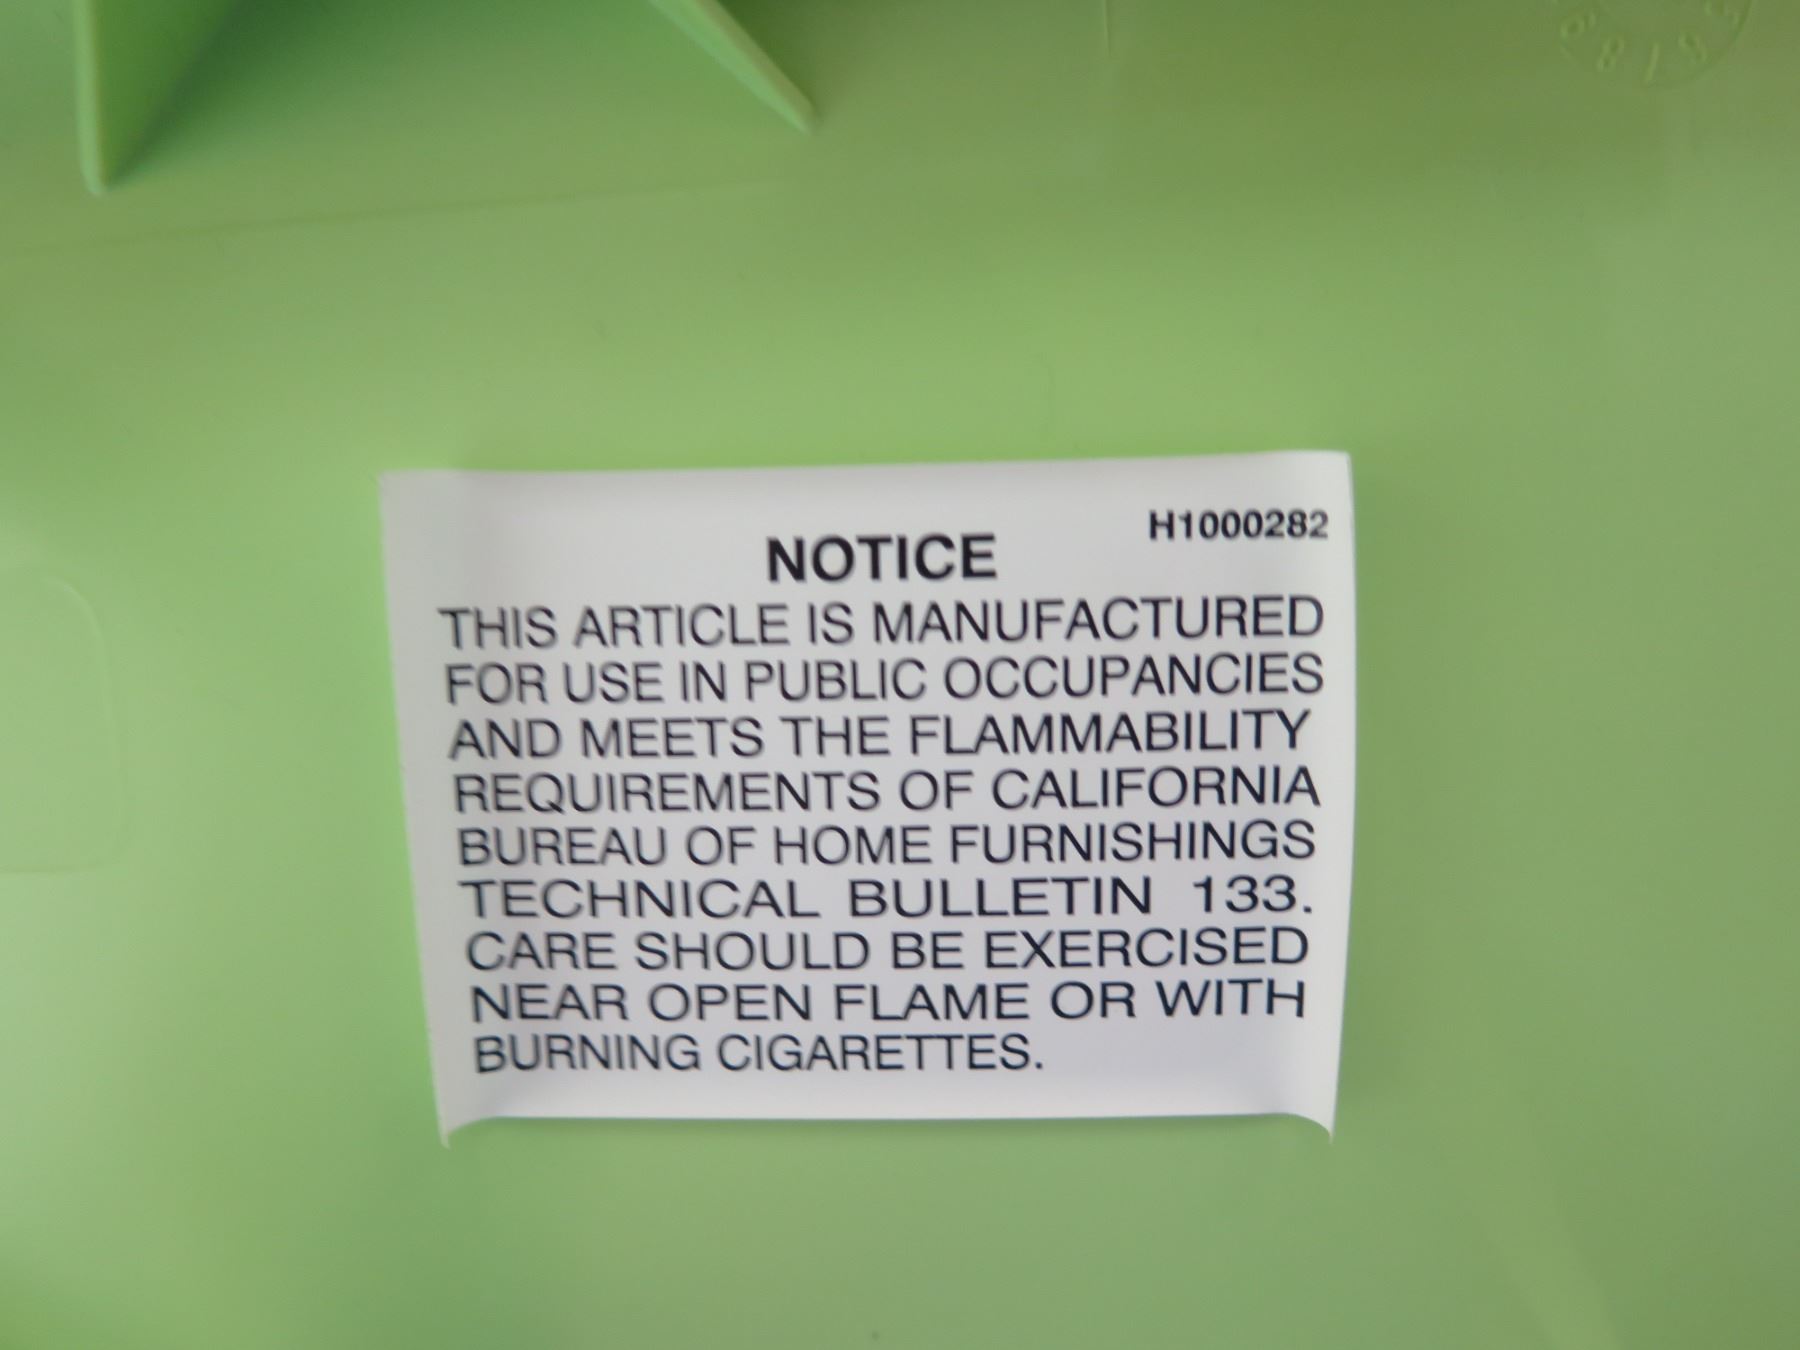 H1000282
NOTICE
THIS ARTICLE IS MANUFACTURED
FOR USE IN PUBLIC OCCUPANCIES
AND MEETS THE FLAMMABILITY
REQUIREMENTS OF CALIFORNIA
BUREAU OF HOME FURNISHINGS
TECHNICAL BULLETIN 133.
CARE SHOULD BE EXERCISED
NEAR OPEN FLAME OR WITH
BURNING CIGARETTES.